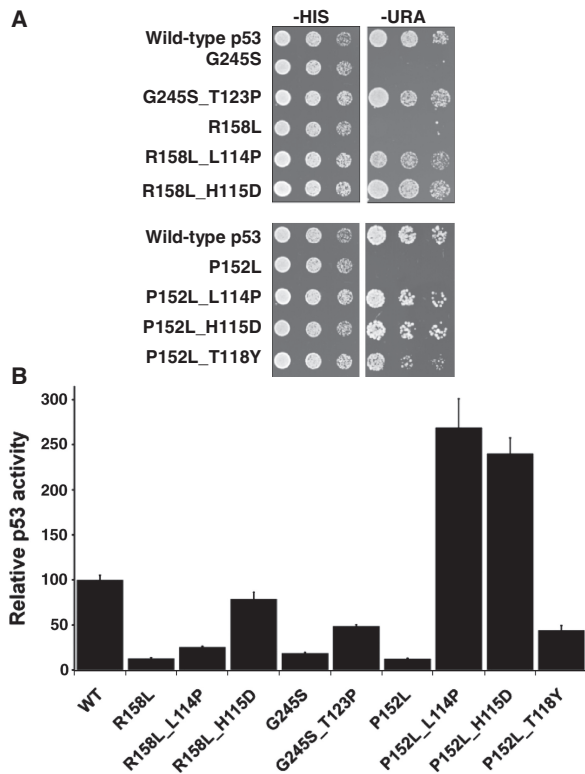 A
-HIS -URA
Wild-type p53
G245S
G245S_T123P
R158L
R158L_L114P
R158L_H115D
Wild-type p53
P152L
P152L_L114P
P152L_H115D
P152L_T118Y
B
Relative p53 activity
300
250
200
150
100
50
0
WT
R158L
R158L_L114P
R158L_H115D
G245S
G245S_T123P
P152L
P152L_L114P
P152L_H115D
P152L_T118Y